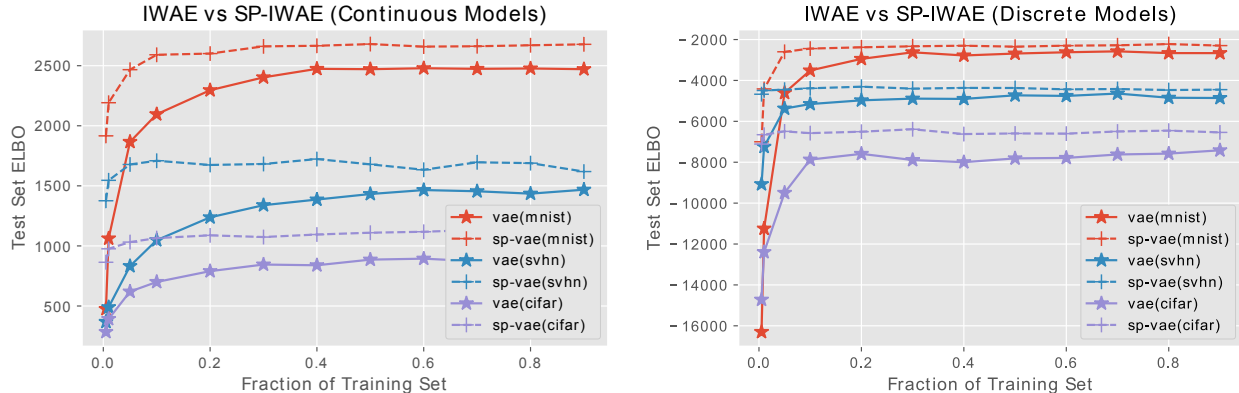 IWAE vs SP-IWAE (Continuous Models)
Test Set ELBO
2500
2000
1500
1000
500
0.0
0.2
0.4
0.6
0.8
Fraction of Training Set
vae(mnist)
sp-vae(mnist)
vae(svhn)
sp-vae(svhn)
vae(cifar)
sp-vae(cifar)
IWAE vs SP-IWAE (Discrete Models)
Test Set ELBO
−2000
−4000
−6000
−8000
−10000
−12000
−14000
−16000
0.0
0.2
0.4
0.6
0.8
Fraction of Training Set
vae(mnist)
sp-vae(mnist)
vae(svhn)
sp-vae(svhn)
vae(cifar)
sp-vae(cifar)